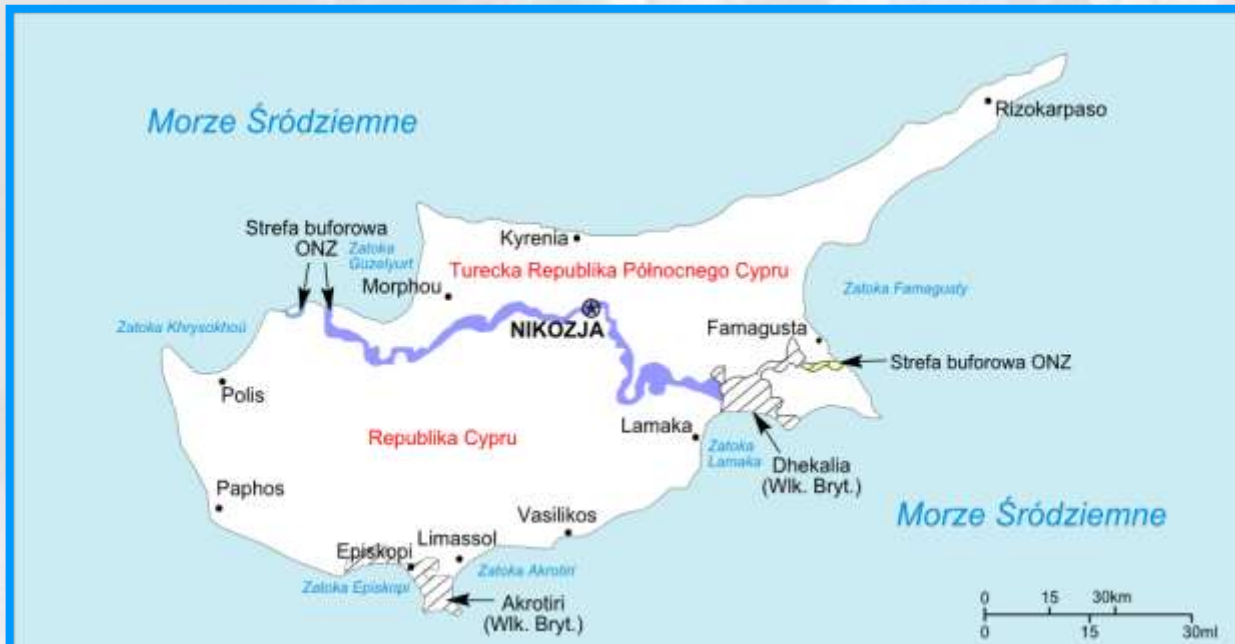 Morze Śródziemne
Rizokarpaso
Strefa buforowa
ONZ
Zatoka
Guzelyurt
Kyrenia
Turecka Republika Północnego Cypru
Morphou
Zatoka Famagusty
Zatoka Khrysokhoú
NIKOZJA
Famagusta
Strefa buforowa ONZ
Polis
Republika Cypru
Lamaka
Zatoka
Lamaka
Dhekalia
(Wlk. Bryt.)
Paphos
Vasilikos
Morze Śródziemne
Episkopi
Limassol
Zatoka Episkopi
Zatoka Akrotiri
Akrotiri
(Wlk. Bryt.)
0 15 30km
0 15 30ml